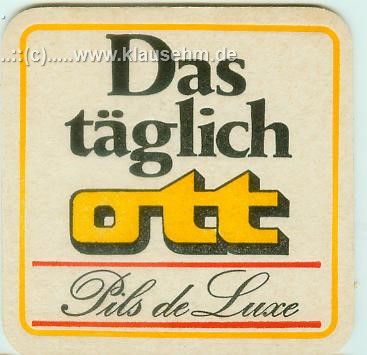 ..::(c).....www.klausehm.de
Das
täglich
ott
Pils de Luxe